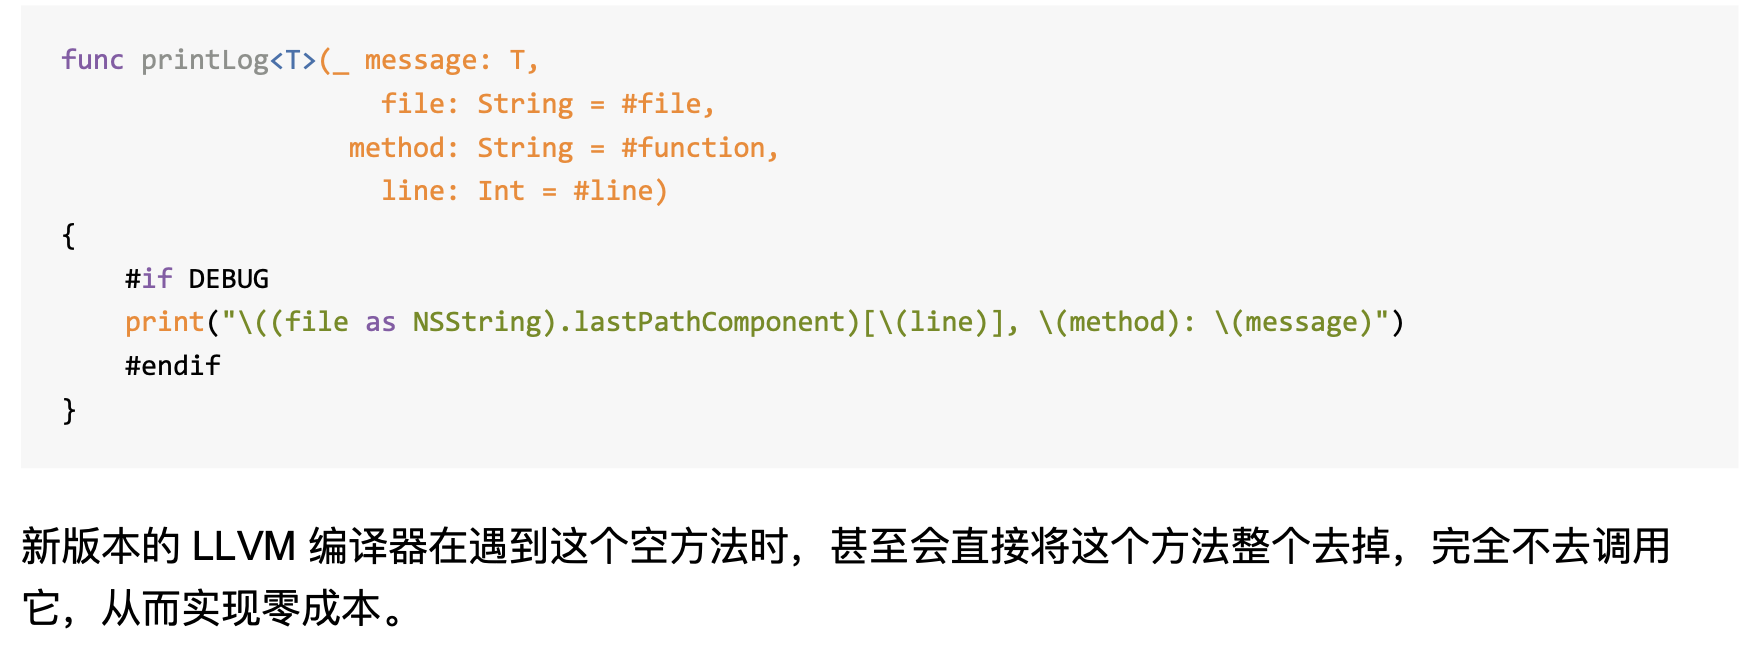 func printLog<T>(_ message: T,
                    file: String = #file,
                  method: String = #function,
                    line: Int = #line)
{
    #if DEBUG
    print("\((file as NSString).lastPathComponent)[\(line)], \(method): \(message)")
    #endif
}
新版本的 LLVM 编译器在遇到这个空方法时，甚至会直接将这个方法整个去掉，完全不去调用
它，从而实现零成本。